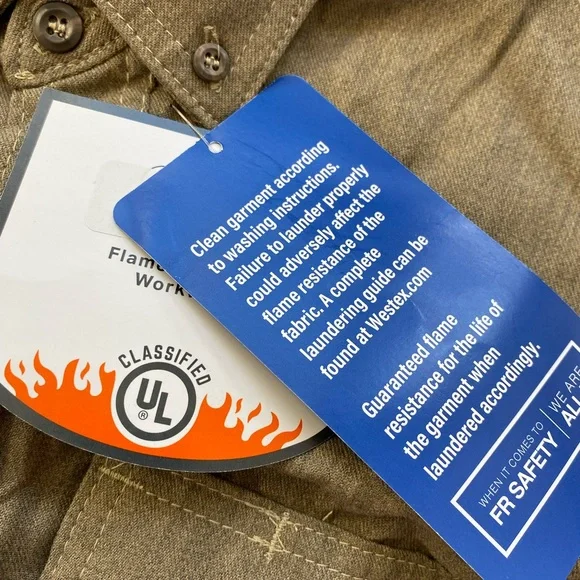 Clean garment according
to washing instructions.
Failure to launder properly
could adversely affect the
flame resistance of the
fabric. A complete
laundering guide can be
found at Westex.com
Guaranteed flame
resistance for the life of
the garment when
laundered accordingly.
WHEN IT COMES TO
FR SAFETY
WE ARE
CLASSIFIED
UL
®